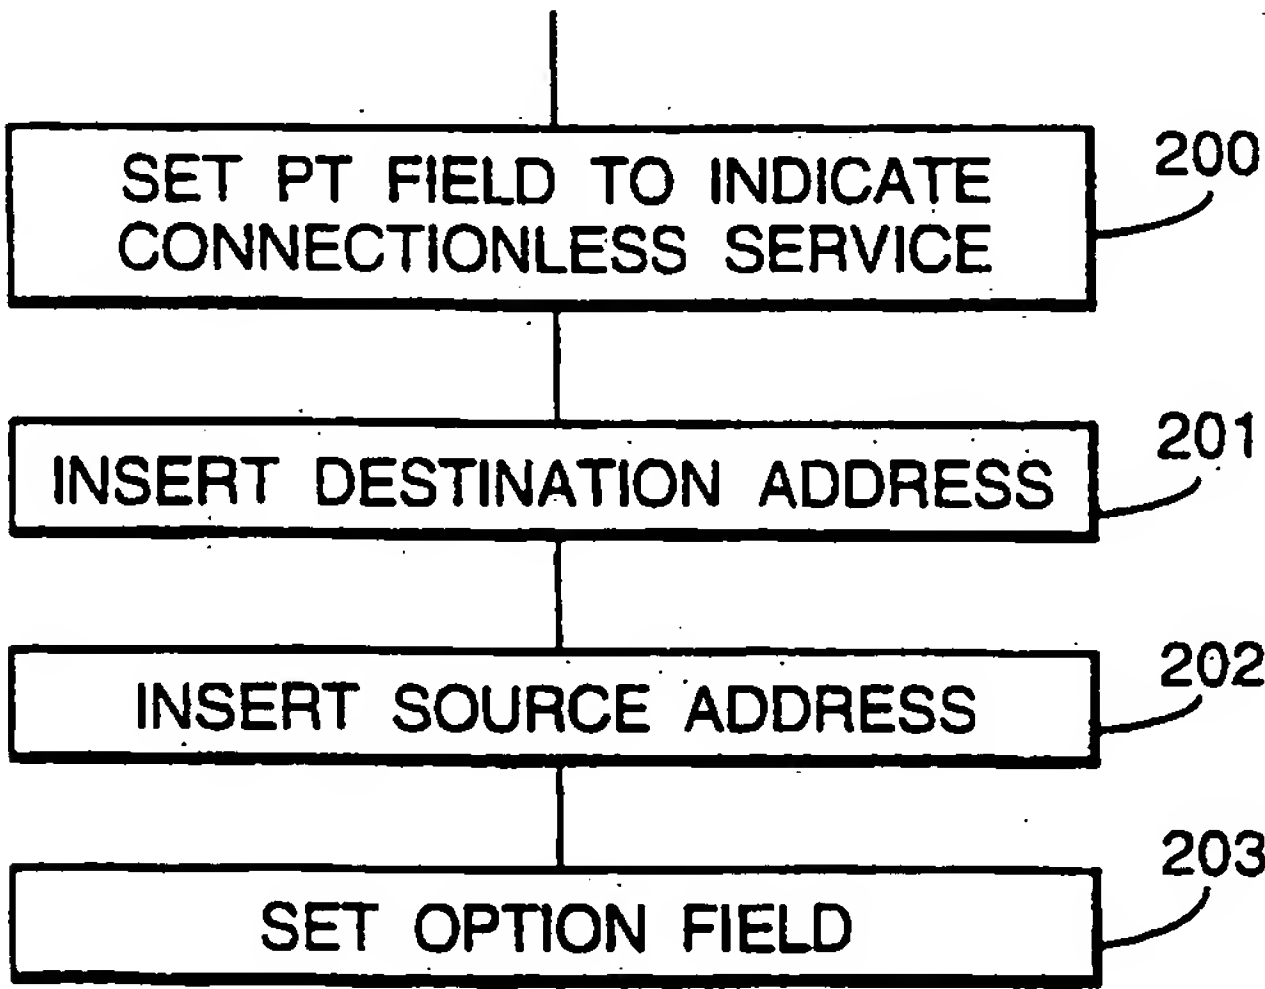 SET PT FIELD TO INDICATE
CONNECTIONLESS SERVICE
200
INSERT DESTINATION ADDRESS
201
INSERT SOURCE ADDRESS
202
SET OPTION FIELD
203